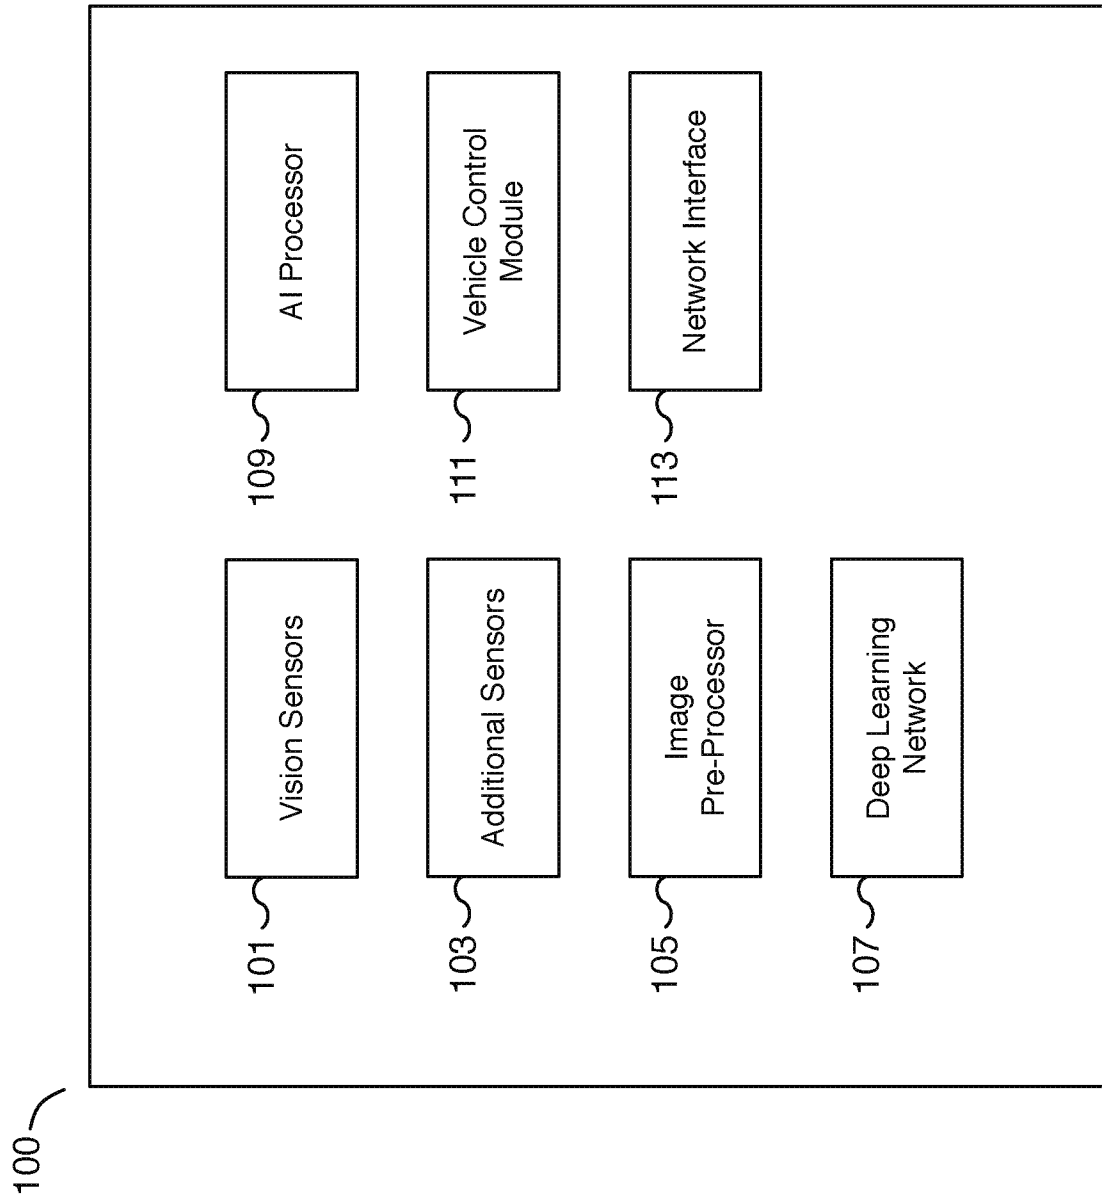 100
101
Vision Sensors
103
Additional Sensors
105
Image
Pre-Processor
107
Deep Learning
Network
109
AI Processor
111
Vehicle Control
Module
113
Network Interface